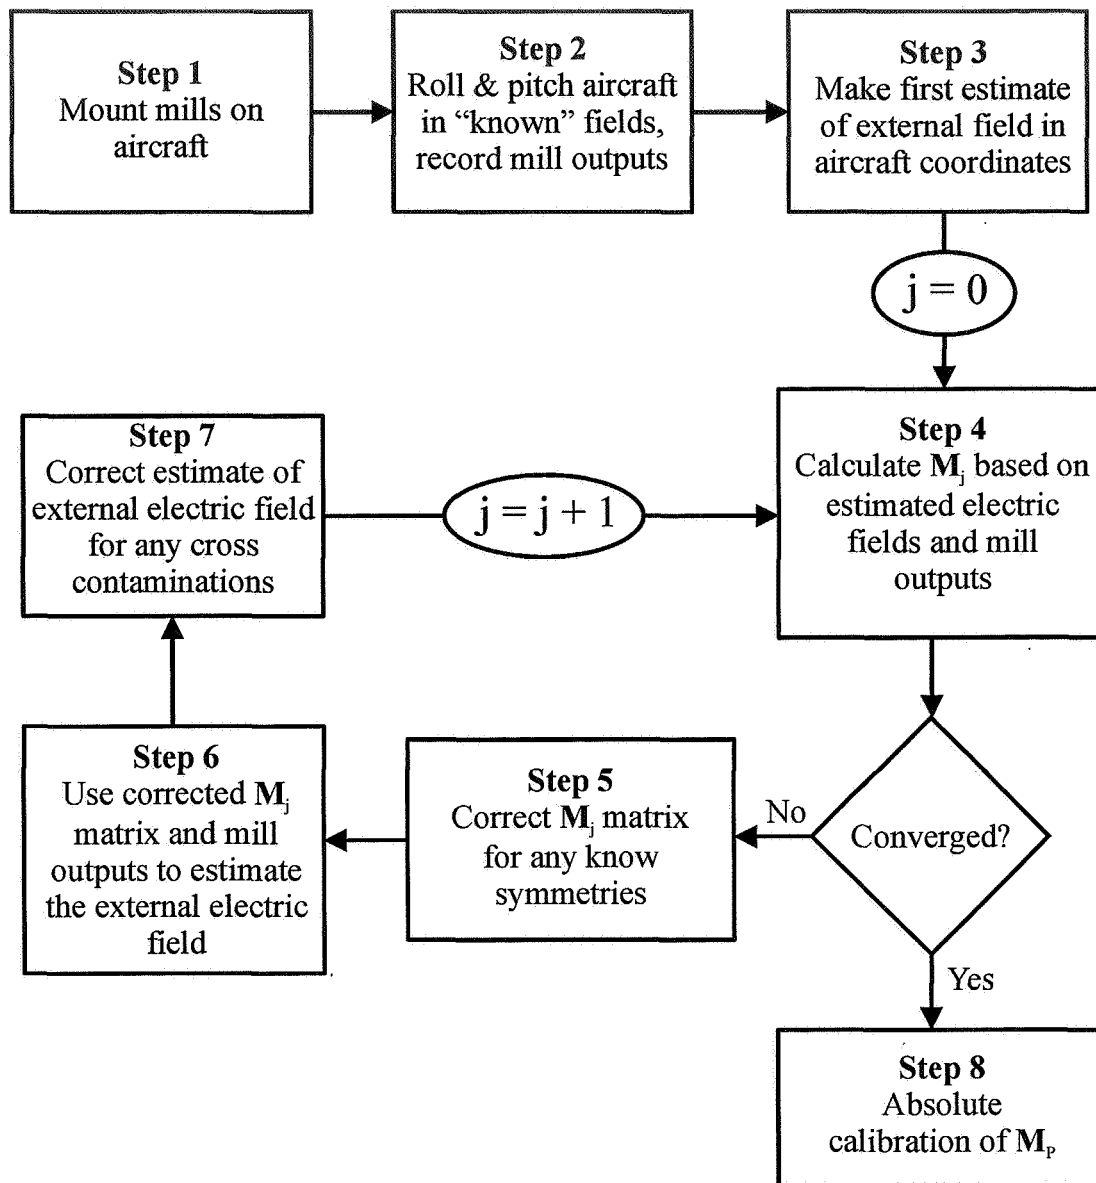 Step 1
Mount mills on
aircraft
Step 2
Roll & pitch aircraft
in “known” fields,
record mill outputs
Step 3
Make first estimate
of external field in
aircraft coordinates
j = 0
Step 4
Calculate Mj based on
estimated electric
fields and mill
outputs
Converged?
No
Step 5
Correct Mj matrix
for any know
symmetries
Step 6
Use corrected Mj
matrix and mill
outputs to estimate
the external electric
field
Step 7
Correct estimate of
external electric field
for any cross
contaminations
j = j + 1
Yes
Step 8
Absolute
calibration of MP